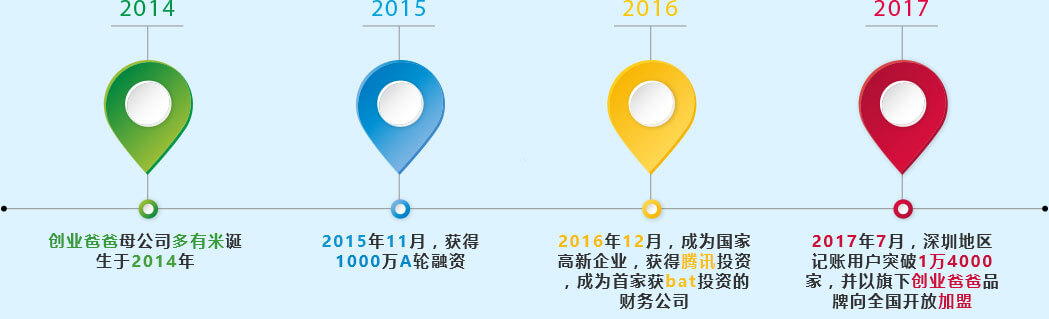 2014
2015
2016
2017
创业爸爸母公司多有米诞
生于2014年
2015年11月，获得
1000万A轮融资
2016年12月，成为国家
高新企业，获得腾讯投资
，成为首家获bat投资的
财务公司
2017年7月，深圳地区
记账用户突破1万4000
家，并以旗下创业爸爸品
牌向全国开放加盟